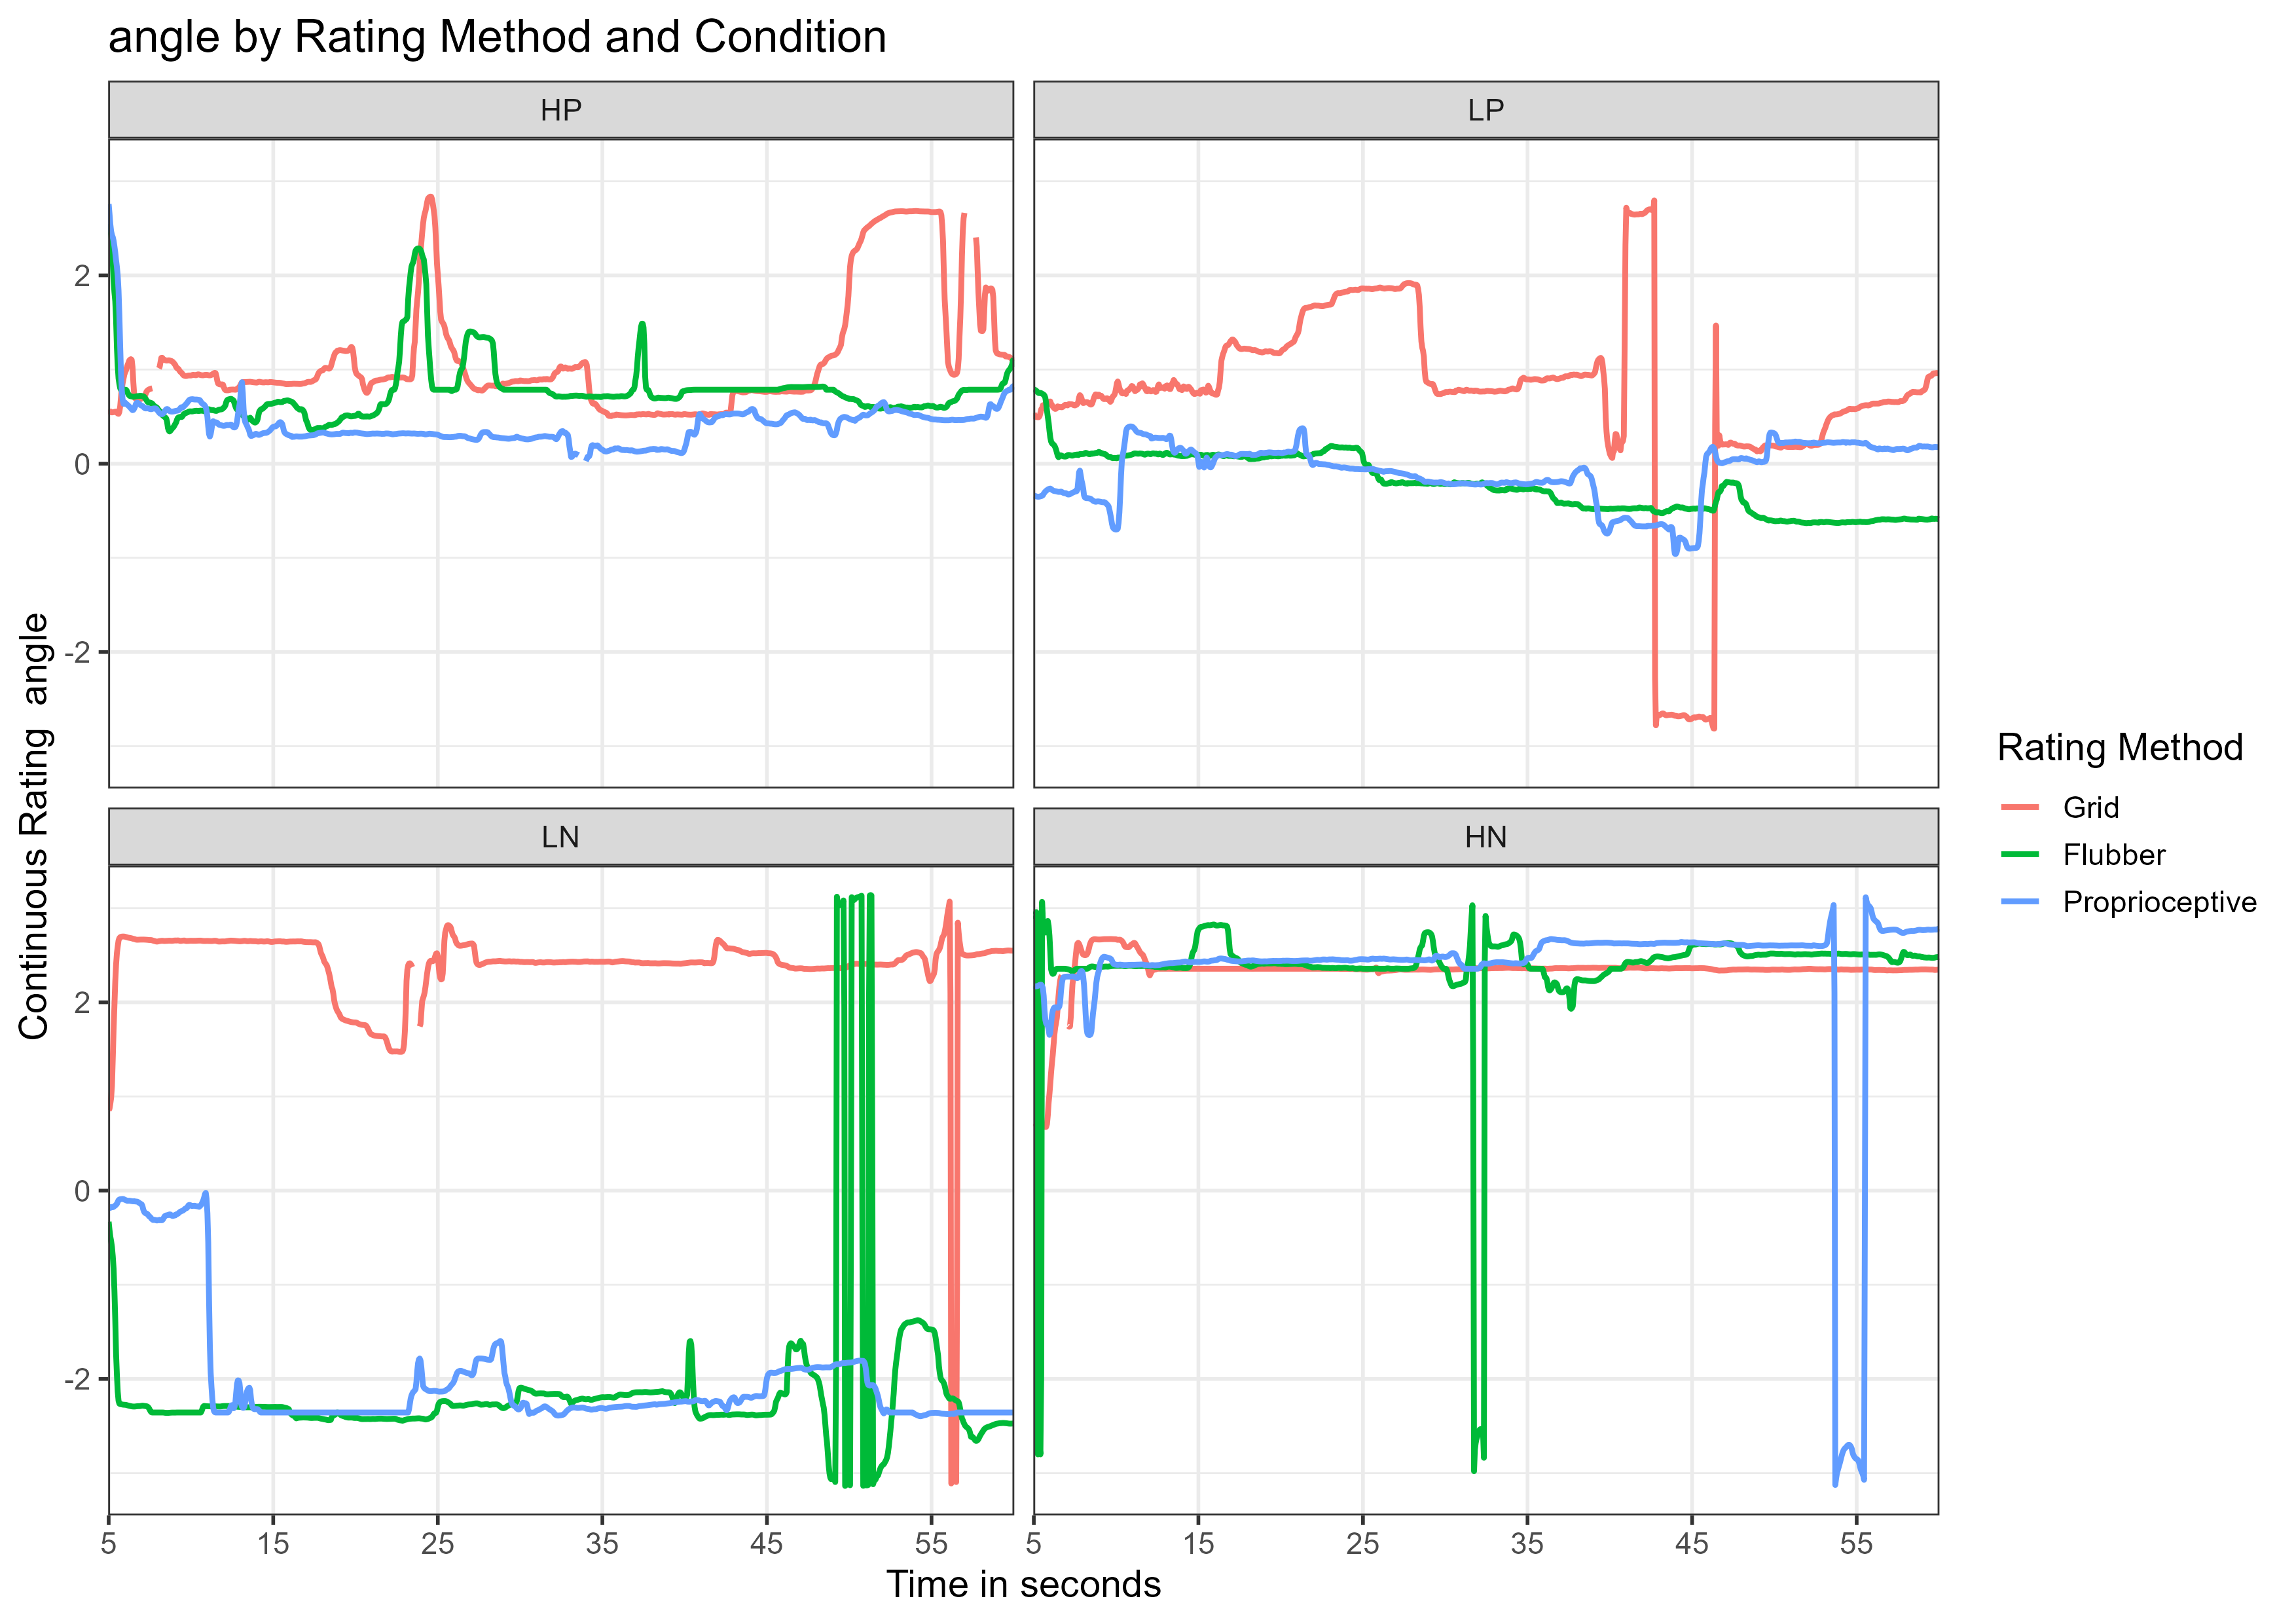 angle by Rating Method and Condition
HP
LP
2
0
-2
LN
HN
2
0
-2
5 15 25 35 45 55
5 15 25 35 45 55
Time in seconds
Continuous Rating  angle
Rating Method
Grid
Flubber
Proprioceptive